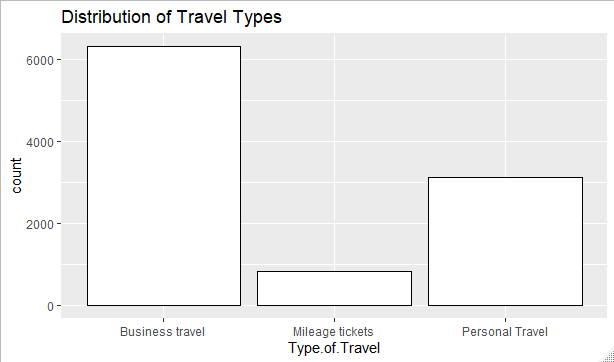 Distribution of Travel Types
6000
4000
2000
0
count
Business travel
Mileage tickets
Personal Travel
Type.of.Travel